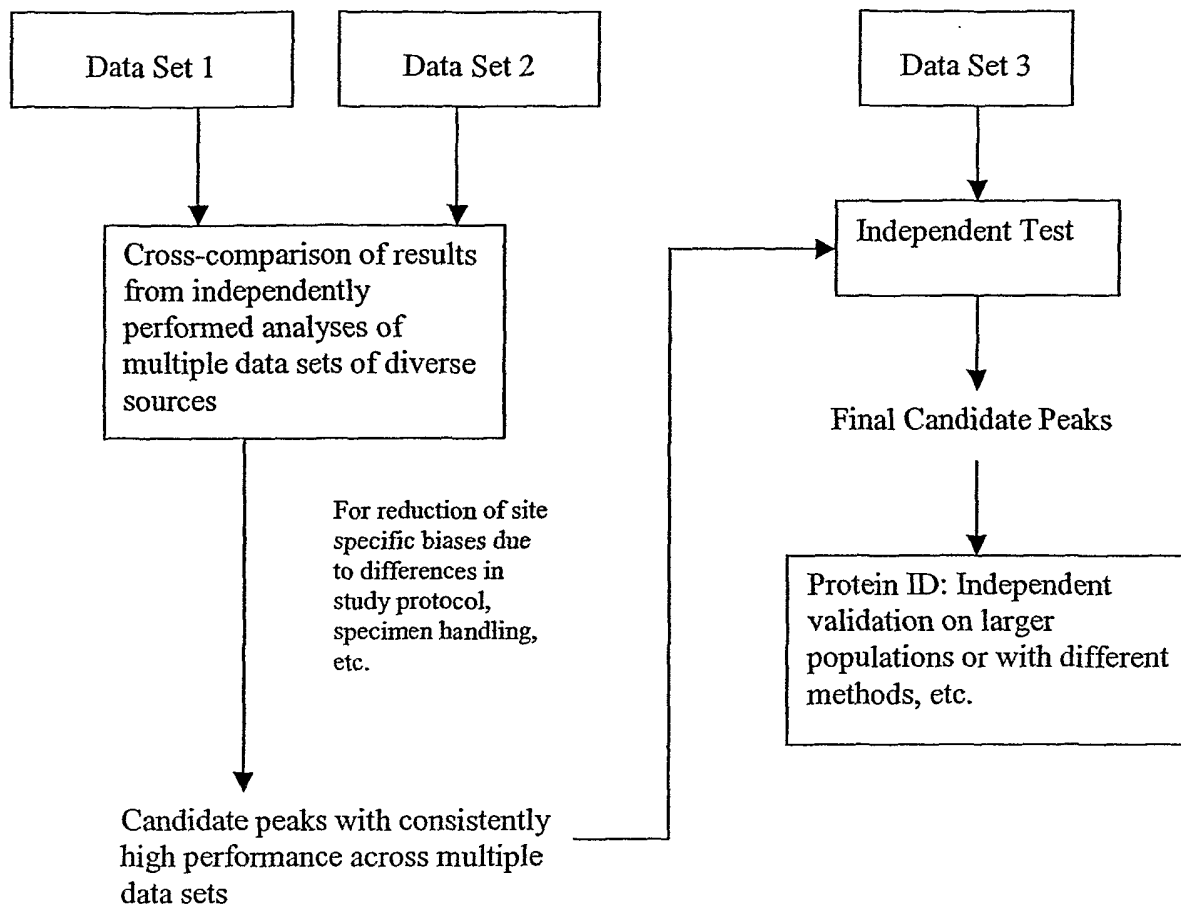 Data Set 1
Data Set 2
Data Set 3
Cross-comparison of results
from independently
performed analyses of
multiple data sets of diverse
sources
For reduction of site
specific biases due
to differences in
study protocol,
specimen handling,
etc.
Candidate peaks with consistently
high performance across multiple
data sets
Independent Test
Final Candidate Peaks
Protein ID: Independent
validation on larger
populations or with different
methods, etc.